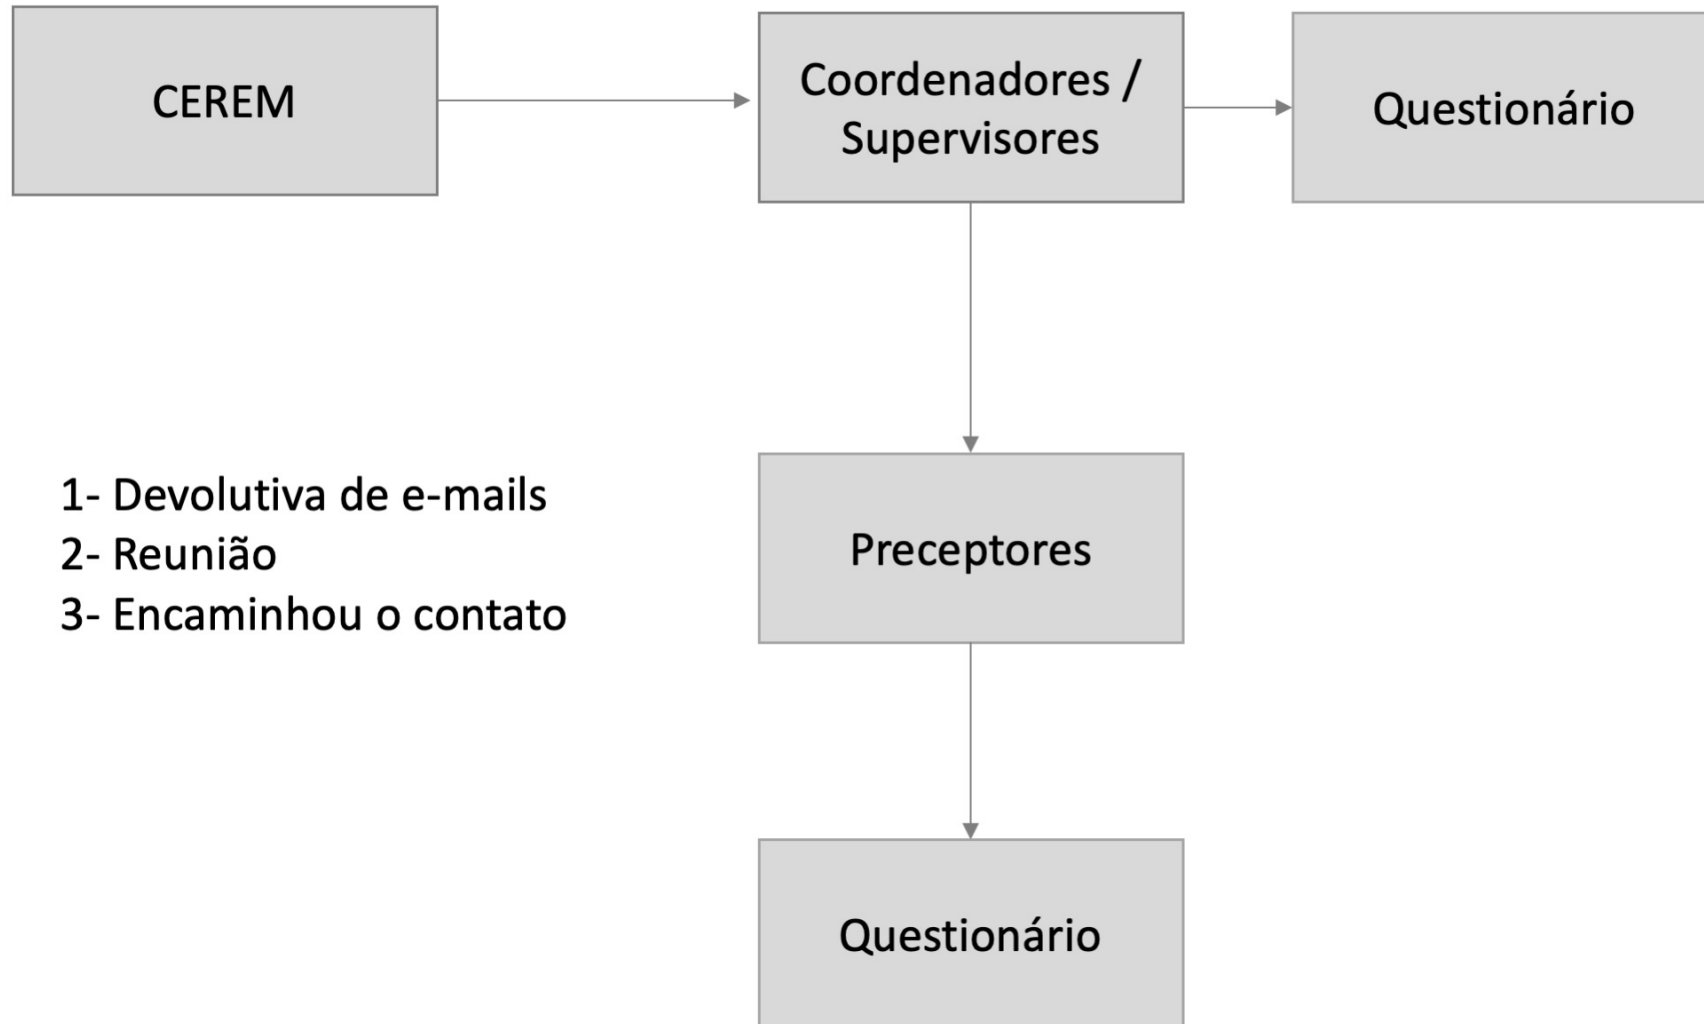 CEREM
Coordenadores /
Supervisores
Questionário
1- Devolutiva de e-mails
2- Reunião
3- Encaminhou o contato
Preceptores
Questionário